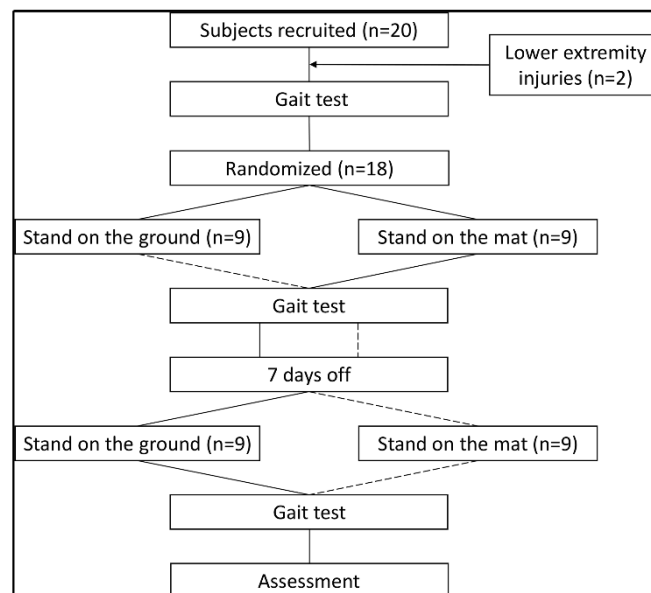 Subjects recruited (n=20)
Lower extremity
injuries (n=2)
Gait test
Randomized (n=18)
Stand on the ground (n=9)
Stand on the mat (n=9)
Gait test
7 days off
Stand on the ground (n=9)
Stand on the mat (n=9)
Gait test
Assessment